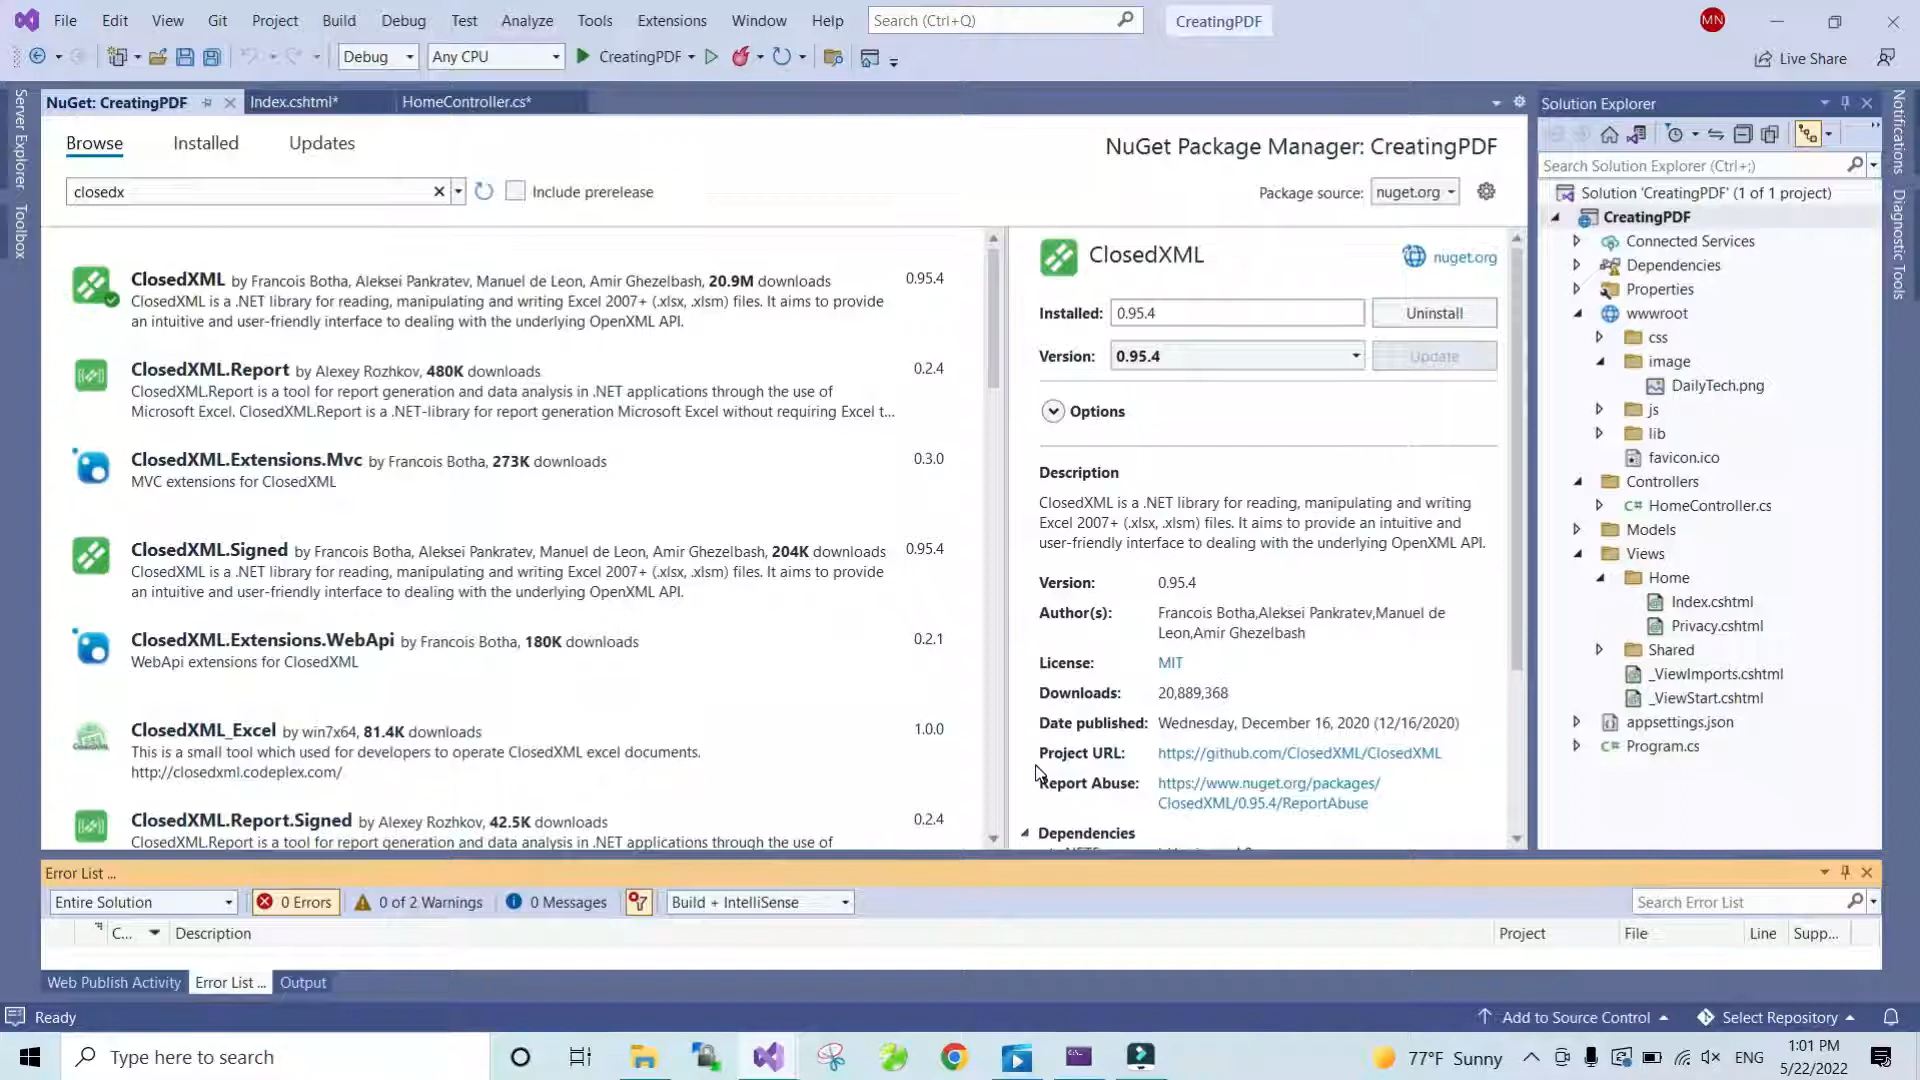 File Edit View Git Project Build Debug Test Analyze Tools Extensions Window Help Search (Ctrl+Q) CreatingPDF MN
Debug Any CPU CreatingPDF Live Share
Server Explorer
Toolbox
NuGet: CreatingPDF Index.cshtml* HomeController.cs*
Browse Installed Updates
NuGet Package Manager: CreatingPDF
closedx Include prerelease
Package source: nuget.org
ClosedXML by Francois Botha, Aleksei Pankratev, Manuel de Leon, Amir Ghezelbash, 20.9M downloads 0.95.4
ClosedXML is a .NET library for reading, manipulating and writing Excel 2007+ (.xlsx, .xlsm) files. It aims to provide
an intuitive and user-friendly interface to dealing with the underlying OpenXML API.
ClosedXML.Report by Alexey Rozhkov, 480K downloads 0.2.4
ClosedXML.Report is a tool for report generation and data analysis in .NET applications through the use of
Microsoft Excel. ClosedXML.Report is a .NET-library for report generation Microsoft Excel without requiring Excel t...
ClosedXML.Extensions.Mvc by Francois Botha, 273K downloads 0.3.0
MVC extensions for ClosedXML
ClosedXML.Signed by Francois Botha, Aleksei Pankratev, Manuel de Leon, Amir Ghezelbash, 204K downloads 0.95.4
ClosedXML is a .NET library for reading, manipulating and writing Excel 2007+ (.xlsx, .xlsm) files. It aims to provide
an intuitive and user-friendly interface to dealing with the underlying OpenXML API.
ClosedXML.Extensions.WebApi by Francois Botha, 180K downloads 0.2.1
WebApi extensions for ClosedXML
ClosedXML_Excel by win7x64, 81.4K downloads 1.0.0
This is a small tool which used for developers to operate ClosedXML excel documents.
http://closedxml.codeplex.com/
ClosedXML.Report.Signed by Alexey Rozhkov, 42.5K downloads 0.2.4
ClosedXML.Report is a tool for report generation and data analysis in .NET applications through the use of
ClosedXML nuget.org
Installed: 0.95.4 Uninstall
Version: 0.95.4 Update
Options
Description
ClosedXML is a .NET library for reading, manipulating and writing
Excel 2007+ (.xlsx, .xlsm) files. It aims to provide an intuitive and
user-friendly interface to dealing with the underlying OpenXML API.
Version: 0.95.4
Author(s): Francois Botha,Aleksei Pankratev,Manuel de
Leon,Amir Ghezelbash
License: MIT
Downloads: 20,889,368
Date published: Wednesday, December 16, 2020 (12/16/2020)
Project URL: https://github.com/ClosedXML/ClosedXML
Report Abuse: https://www.nuget.org/packages/
ClosedXML/0.95.4/ReportAbuse
Dependencies
Solution Explorer
Search Solution Explorer (Ctrl+;)
Solution 'CreatingPDF' (1 of 1 project)
CreatingPDF
Connected Services
Dependencies
Properties
wwwroot
css
image
DailyTech.png
js
lib
favicon.ico
Controllers
C# HomeController.cs
Models
Views
Home
Index.cshtml
Privacy.cshtml
Shared
_ViewImports.cshtml
_ViewStart.cshtml
appsettings.json
C# Program.cs
Notifications
Diagnostic Tools
Error List ...
Entire Solution 0 Errors 0 of 2 Warnings 0 Messages Build + IntelliSense Search Error List
C... Description Project File Line Supp...
Web Publish Activity Error List ... Output
Ready Add to Source Control Select Repository
Type here to search 77°F Sunny ENG 1:01 PM
5/22/2022